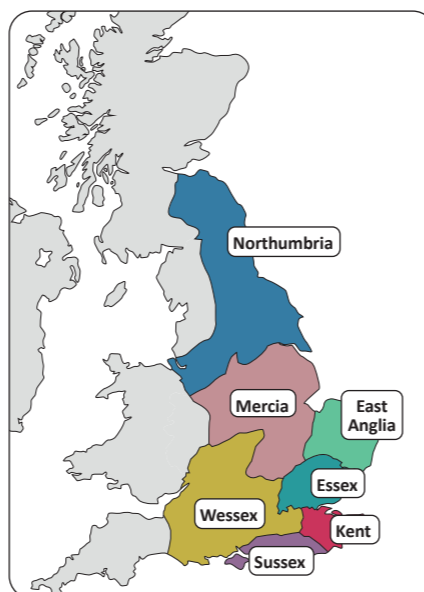 Northumbria
Mercia
East
Anglia
Essex
Wessex
Kent
Sussex